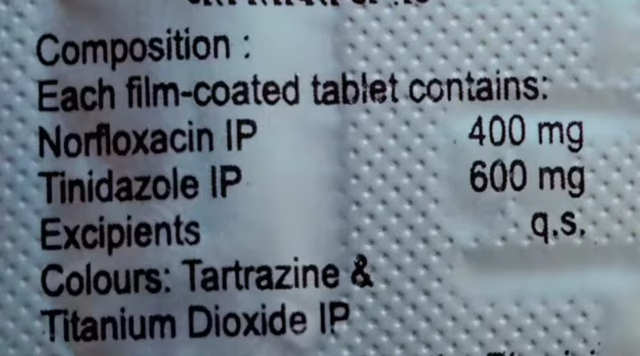 Composition :
Each film-coated tablet contains:
Norfloxacin IP 400 mg
Tinidazole IP 600 mg
Excipients q.s.
Colours: Tartrazine &
Titanium Dioxide IP